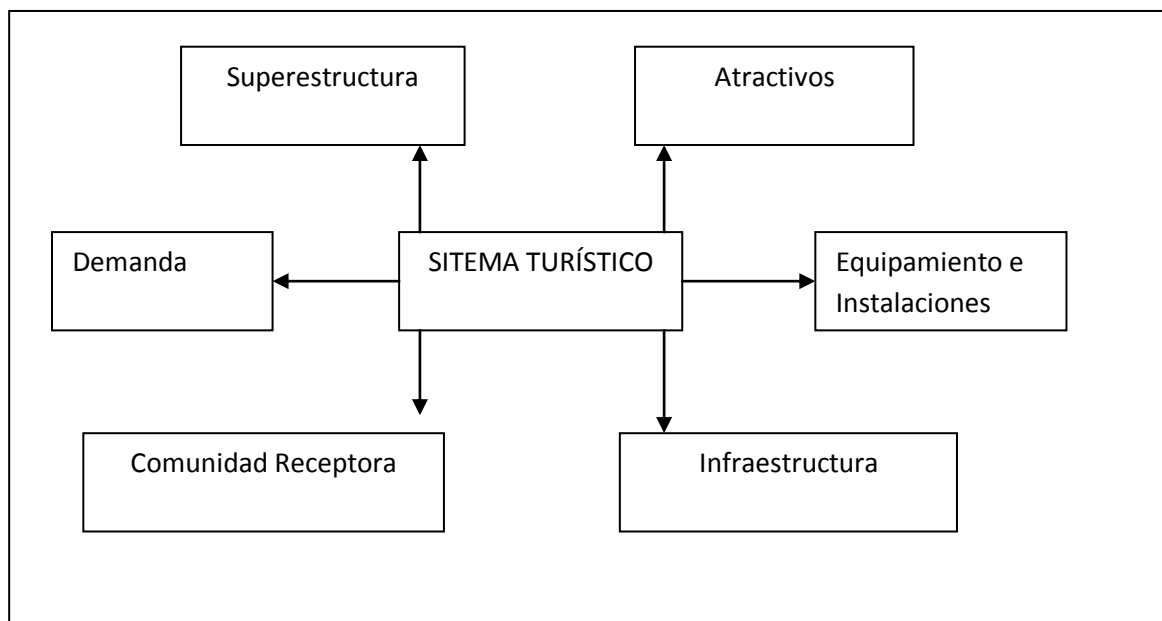 Superestructura
Atractivos
Demanda
SITEMA TURÍSTICO
Equipamiento e
Instalaciones
Comunidad Receptora
Infraestructura